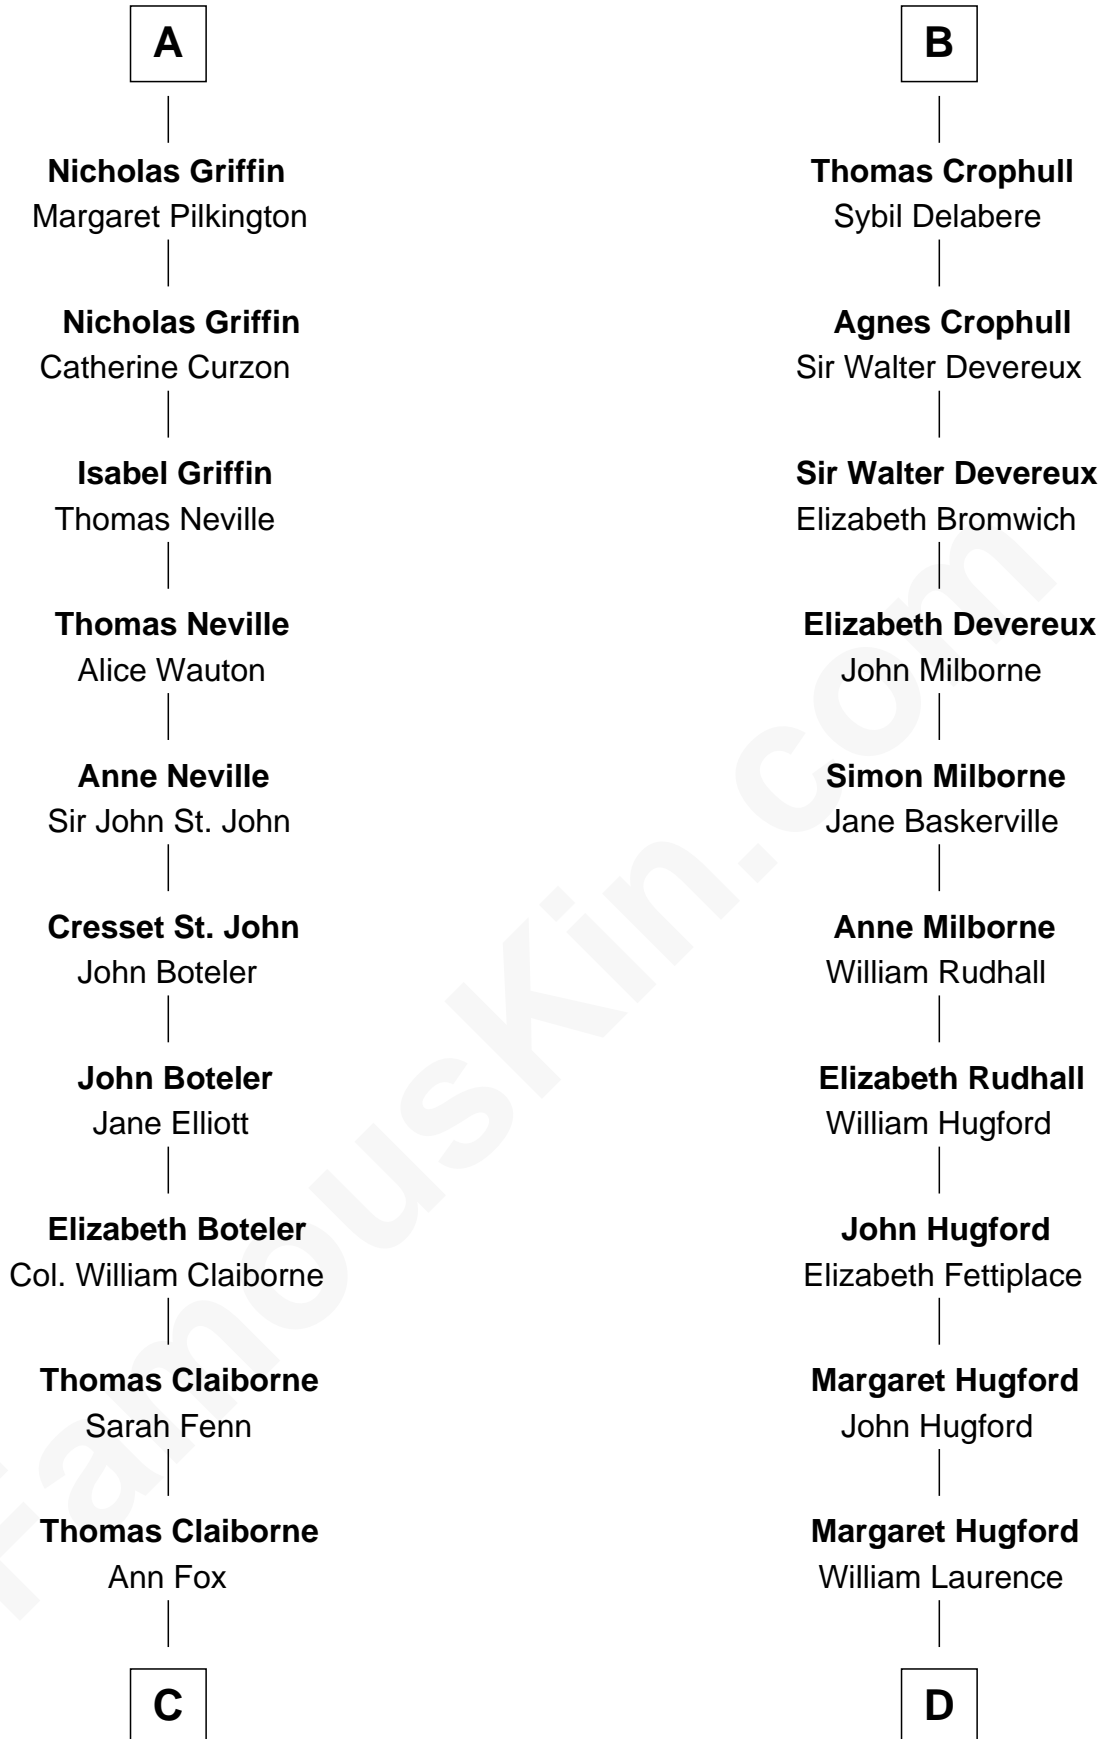 A
Nicholas Griffin
Margaret Pilkington
Nicholas Griffin
Catherine Curzon
Isabel Griffin
Thomas Neville
Thomas Neville
Alice Wauton
Anne Neville
Sir John St. John
Cresset St. John
John Boteler
John Boteler
Jane Elliott
Elizabeth Boteler
Col. William Claiborne
Thomas Claiborne
Sarah Fenn
Thomas Claiborne
Ann Fox
C
B
Thomas Crophull
Sybil Delabere
Agnes Crophull
Sir Walter Devereux
Sir Walter Devereux
Elizabeth Bromwich
Elizabeth Devereux
John Milborne
Simon Milborne
Jane Baskerville
Anne Milborne
William Rudhall
Elizabeth Rudhall
William Hugford
John Hugford
Elizabeth Fettiplace
Margaret Hugford
John Hugford
Margaret Hugford
William Laurence
D
FamousKin.com